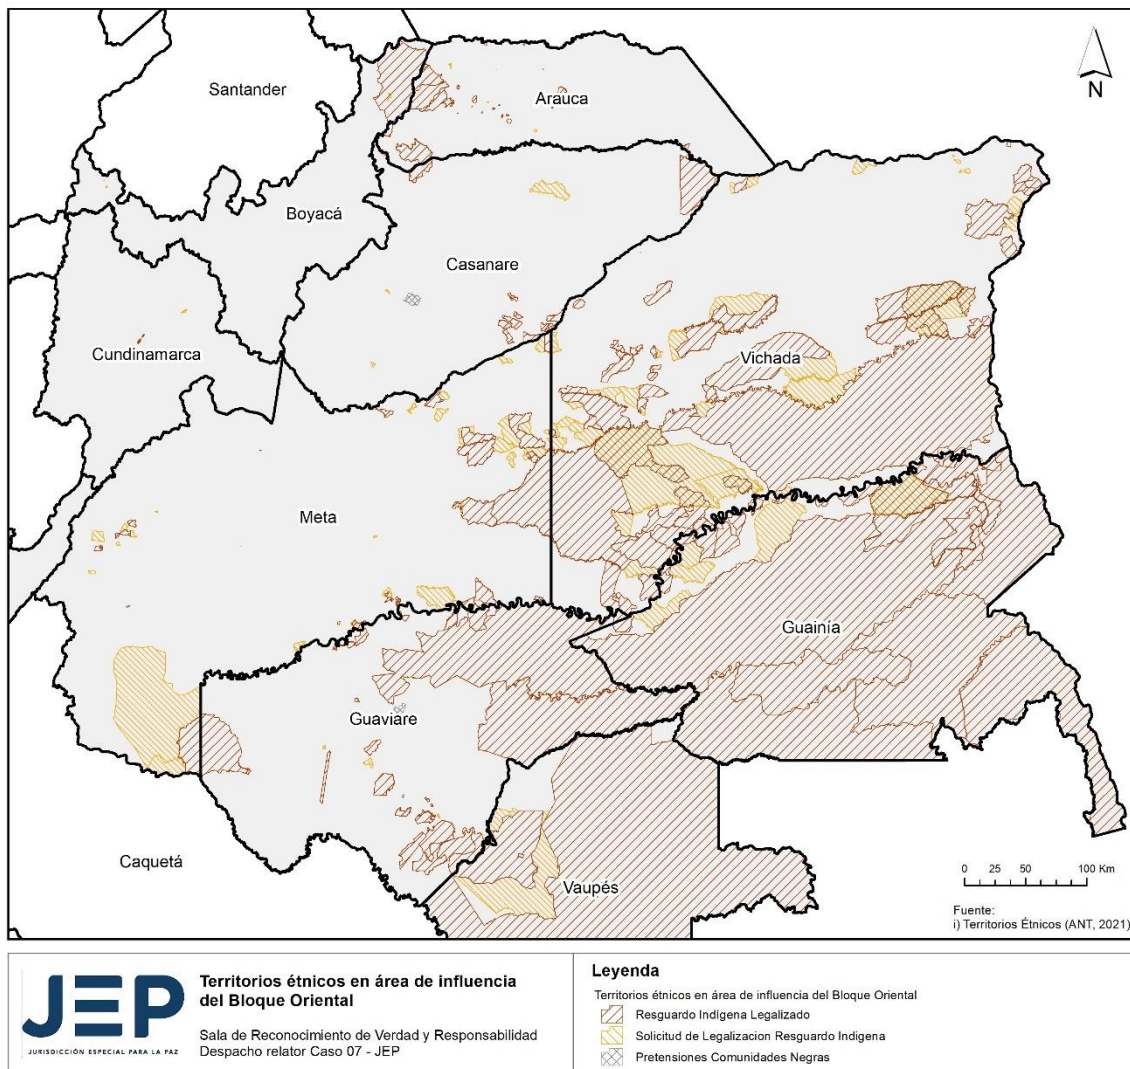 Santander
Arauca
N
Boyacá
Casanare
Cundinamarca
Vichada
Meta
Guainía
Guaviare
Caquetá
Vaupés
0 25 50 100 Km
Fuente:
i) Territorios Étnicos (ANT, 2021)
JEP
JURISDICCIÓN ESPECIAL PARA LA PAZ
Territorios étnicos en área de influencia
del Bloque Oriental
Sala de Reconocimiento de Verdad y Responsabilidad
Despacho relator Caso 07 - JEP
Leyenda
Territorios étnicos en área de influencia del Bloque Oriental
Resguardo Indígena Legalizado
Solicitud de Legalizacion Resguardo Indigena
Pretensiones Comunidades Negras